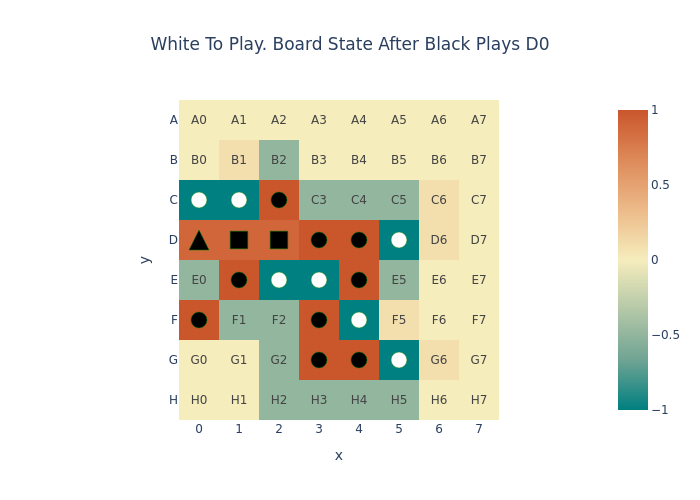 White To Play. Board State After Black Plays D0
A A0 A1 A2 A3 A4 A5 A6 A7
B B0 B1 B2 B3 B4 B5 B6 B7
C C3 C4 C5 C6 C7
D D6 D7
E E0 E5 E6 E7
F F1 F2 F5 F6 F7
G G0 G1 G2 G6 G7
H H0 H1 H2 H3 H4 H5 H6 H7
0 1 2 3 4 5 6 7
x
y
1
0.5
0
−0.5
−1